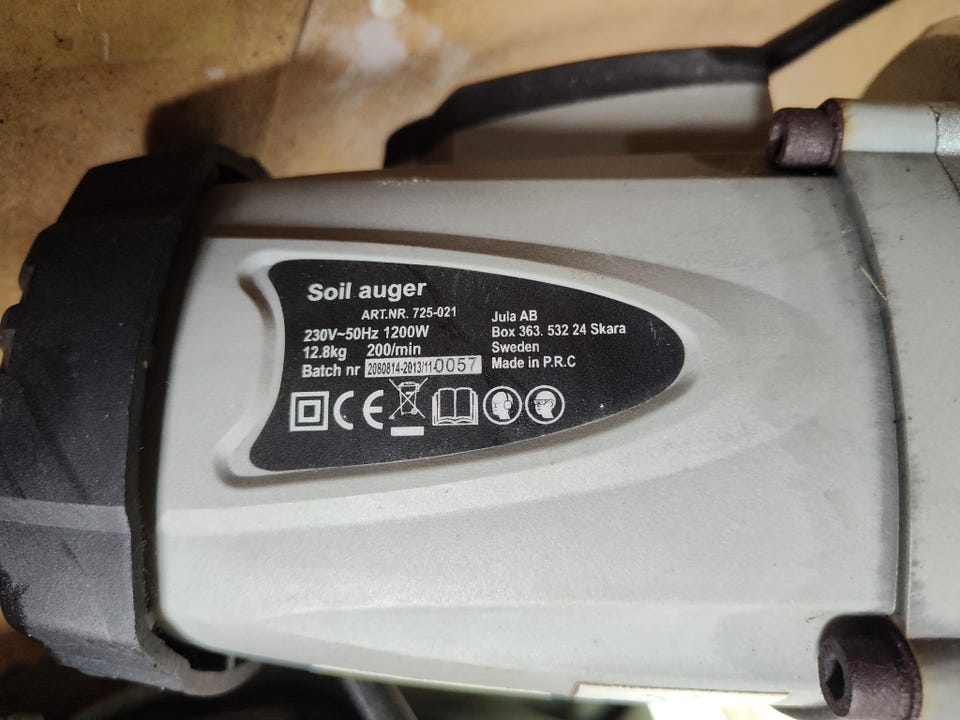 Soil auger
ART.NR. 725-021
230V~50Hz 1200W
12.8kg 200/min
Batch nr 2080814-2013/11-0057
Jula AB
Box 363. 532 24 Skara
Sweden
Made in P.R.C
CE